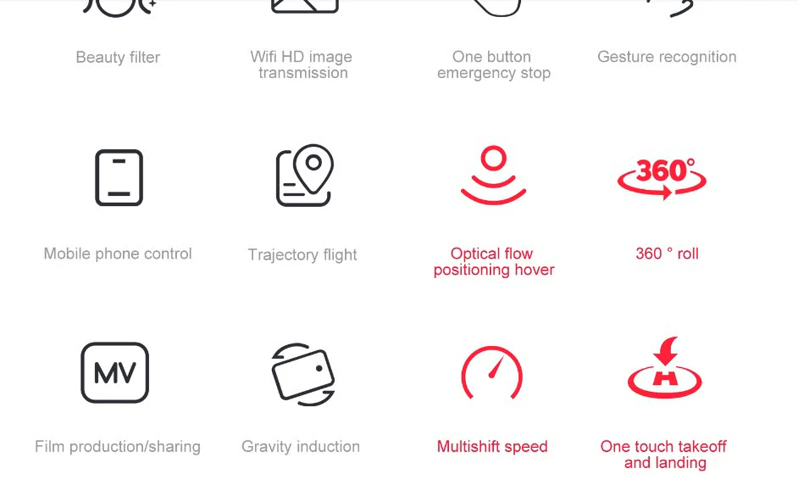 Beauty filter
Wifi HD image
transmission
One button
emergency stop
Gesture recognition
360°
Mobile phone control
Trajectory flight
Optical flow
positioning hover
360 ° roll
MV
H
Film production/sharing
Gravity induction
Multishift speed
One touch takeoff
and landing